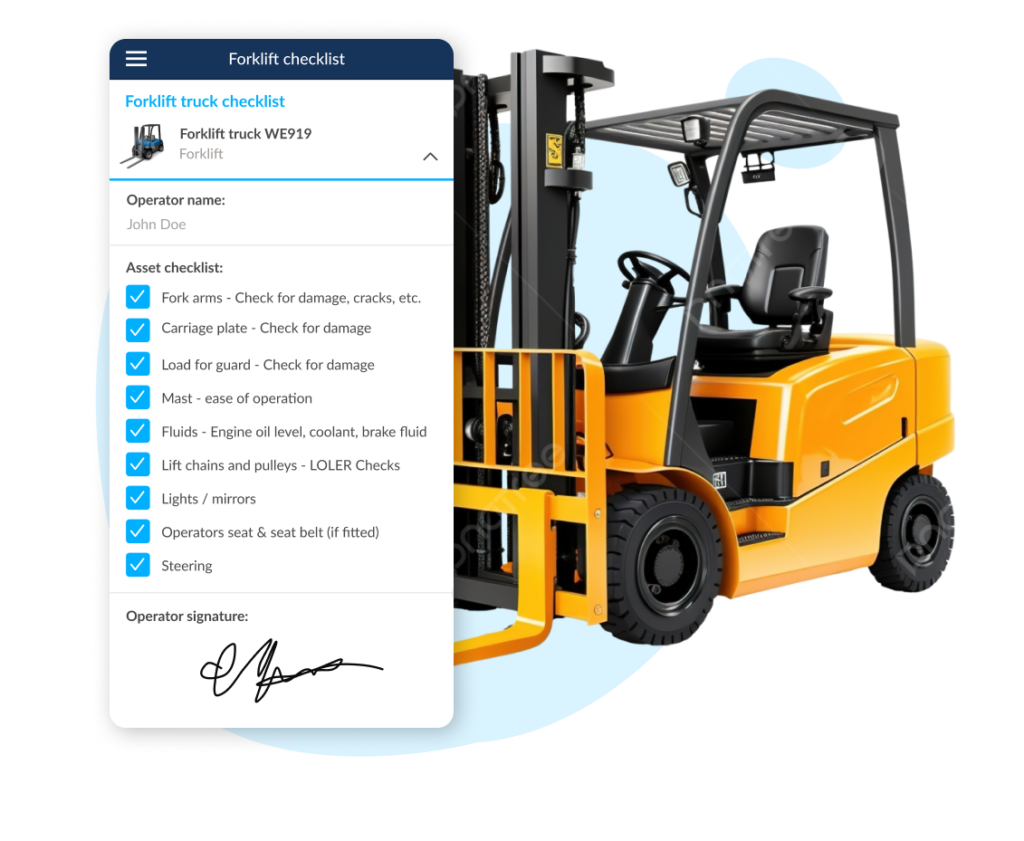 Forklift checklist
Forklift truck checklist
Forklift truck WE919
Forklift
Operator name:
John Doe
Asset checklist:
Fork arms - Check for damage, cracks, etc.
Carriage plate - Check for damage
Load for guard - Check for damage
Mast - ease of operation
Fluids - Engine oil level, coolant, brake fluid
Lift chains and pulleys - LOLER Checks
Lights / mirrors
Operators seat & seat belt (if fitted)
Steering
Operator signature: